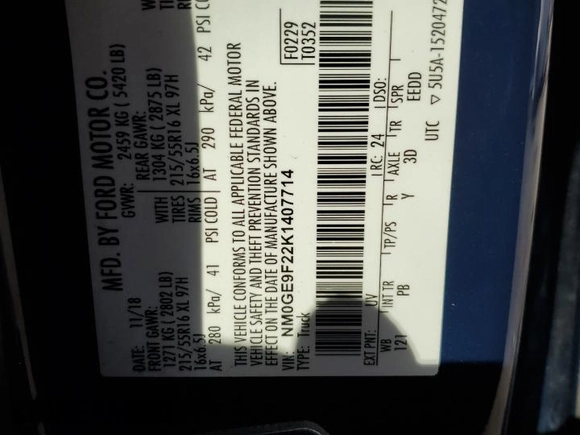 MFD. BY FORD MOTOR CO.
11/18
GVWR:
2459 KG ( 5420 LB)
FRONT GAWR:
1271 KG ( 2802 LB)
REAR GAWR:
1304 KG ( 2875 LB)
215/55R16 XL 97H
WITH
TIRES
215/55R16 XL 97H
16x6.5J
RIMS
16x6.5J
AT 280 kPa/ 41 PSI COLD
AT 290 kPa/ 42 PSI COLD
THIS VEHICLE CONFORMS TO ALL APPLICABLE FEDERAL MOTOR
VEHICLE SAFETY AND THEFT PREVENTION STANDARDS IN
EFFECT ON THE DATE OF MANUFACTURE SHOWN ABOVE.
F0229
T0352
VIN: NM0GE9F22K1407714
TYPE: Truck
EXT PNT: UV
RC: 24
DSO:
WB INT TR TP/PS R AXLE TR SPR
121 PB Y 3D EEDD
UTC ▽ 5U5A-1520472